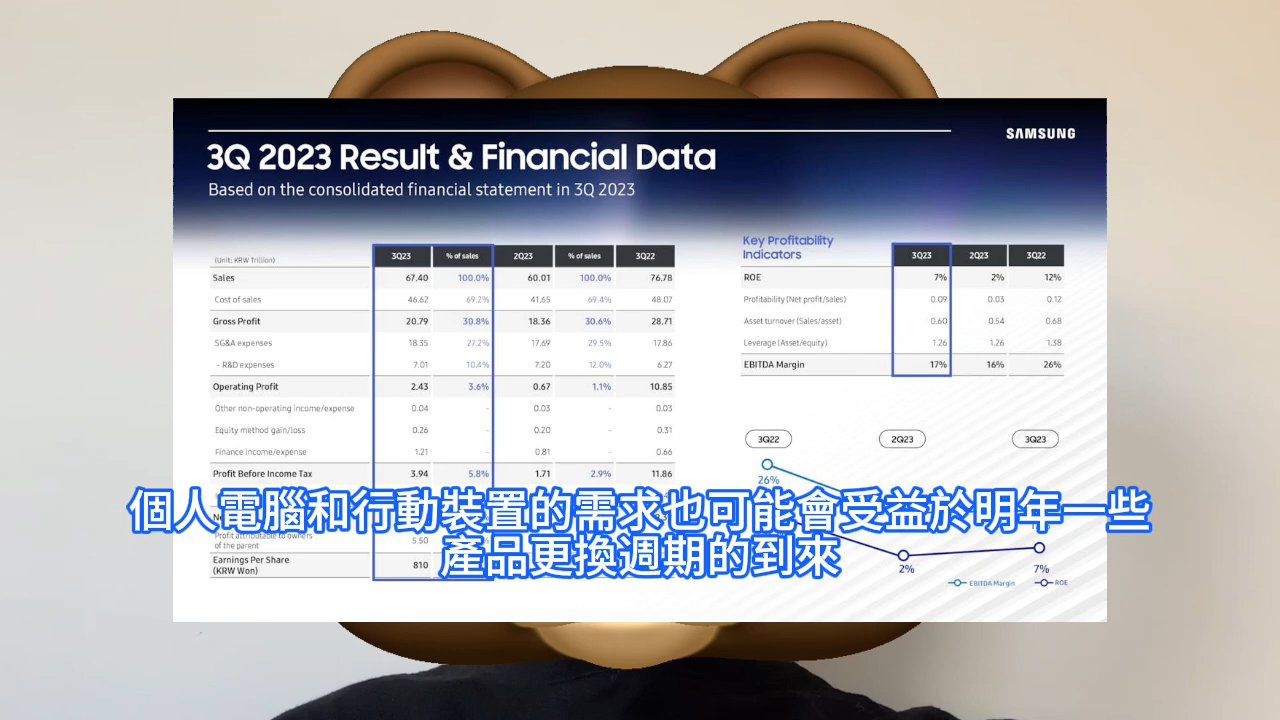 SAMSUNG
3Q 2023 Result & Financial Data
Based on the consolidated financial statement in 3Q 2023
(Unit: KRW Trillion) 3Q23 % of sales 2Q23 % of sales 3Q22
Sales 67.40 100.0% 60.01 100.0% 76.78
Cost of sales 46.62 69.2% 41.65 69.4% 48.07
Gross Profit 20.79 30.8% 18.36 30.6% 28.71
SG&A expenses 18.35 27.2% 17.69 29.5% 17.86
- R&D expenses 7.01 10.4% 7.20 12.0% 6.27
Operating Profit 2.43 3.6% 0.67 1.1% 10.85
Other non-operating income/expense 0.04 - 0.03 - 0.03
Equity method gain/loss 0.26 - 0.20 - 0.31
Finance income/expense 1.21 - 0.81 - 0.66
Profit Before Income Tax 3.94 5.8% 1.71 2.9% 11.86
Profit attributable to owners
of the parent 5.50
Earnings Per Share
(KRW Won) 810
Key Profitability
Indicators 3Q23 2Q23 3Q22
ROE 7% 2% 12%
Profitability (Net profit/sales) 0.09 0.03 0.12
Asset turnover (Sales/asset) 0.60 0.54 0.68
Leverage (Asset/equity) 1.26 1.26 1.38
EBITDA Margin 17% 16% 26%
3Q22 2Q23 3Q23
26%
2% 7%
EBITDA Margin ROE
個人電腦和行動裝置的需求也可能會受益於明年一些
產品更換週期的到來